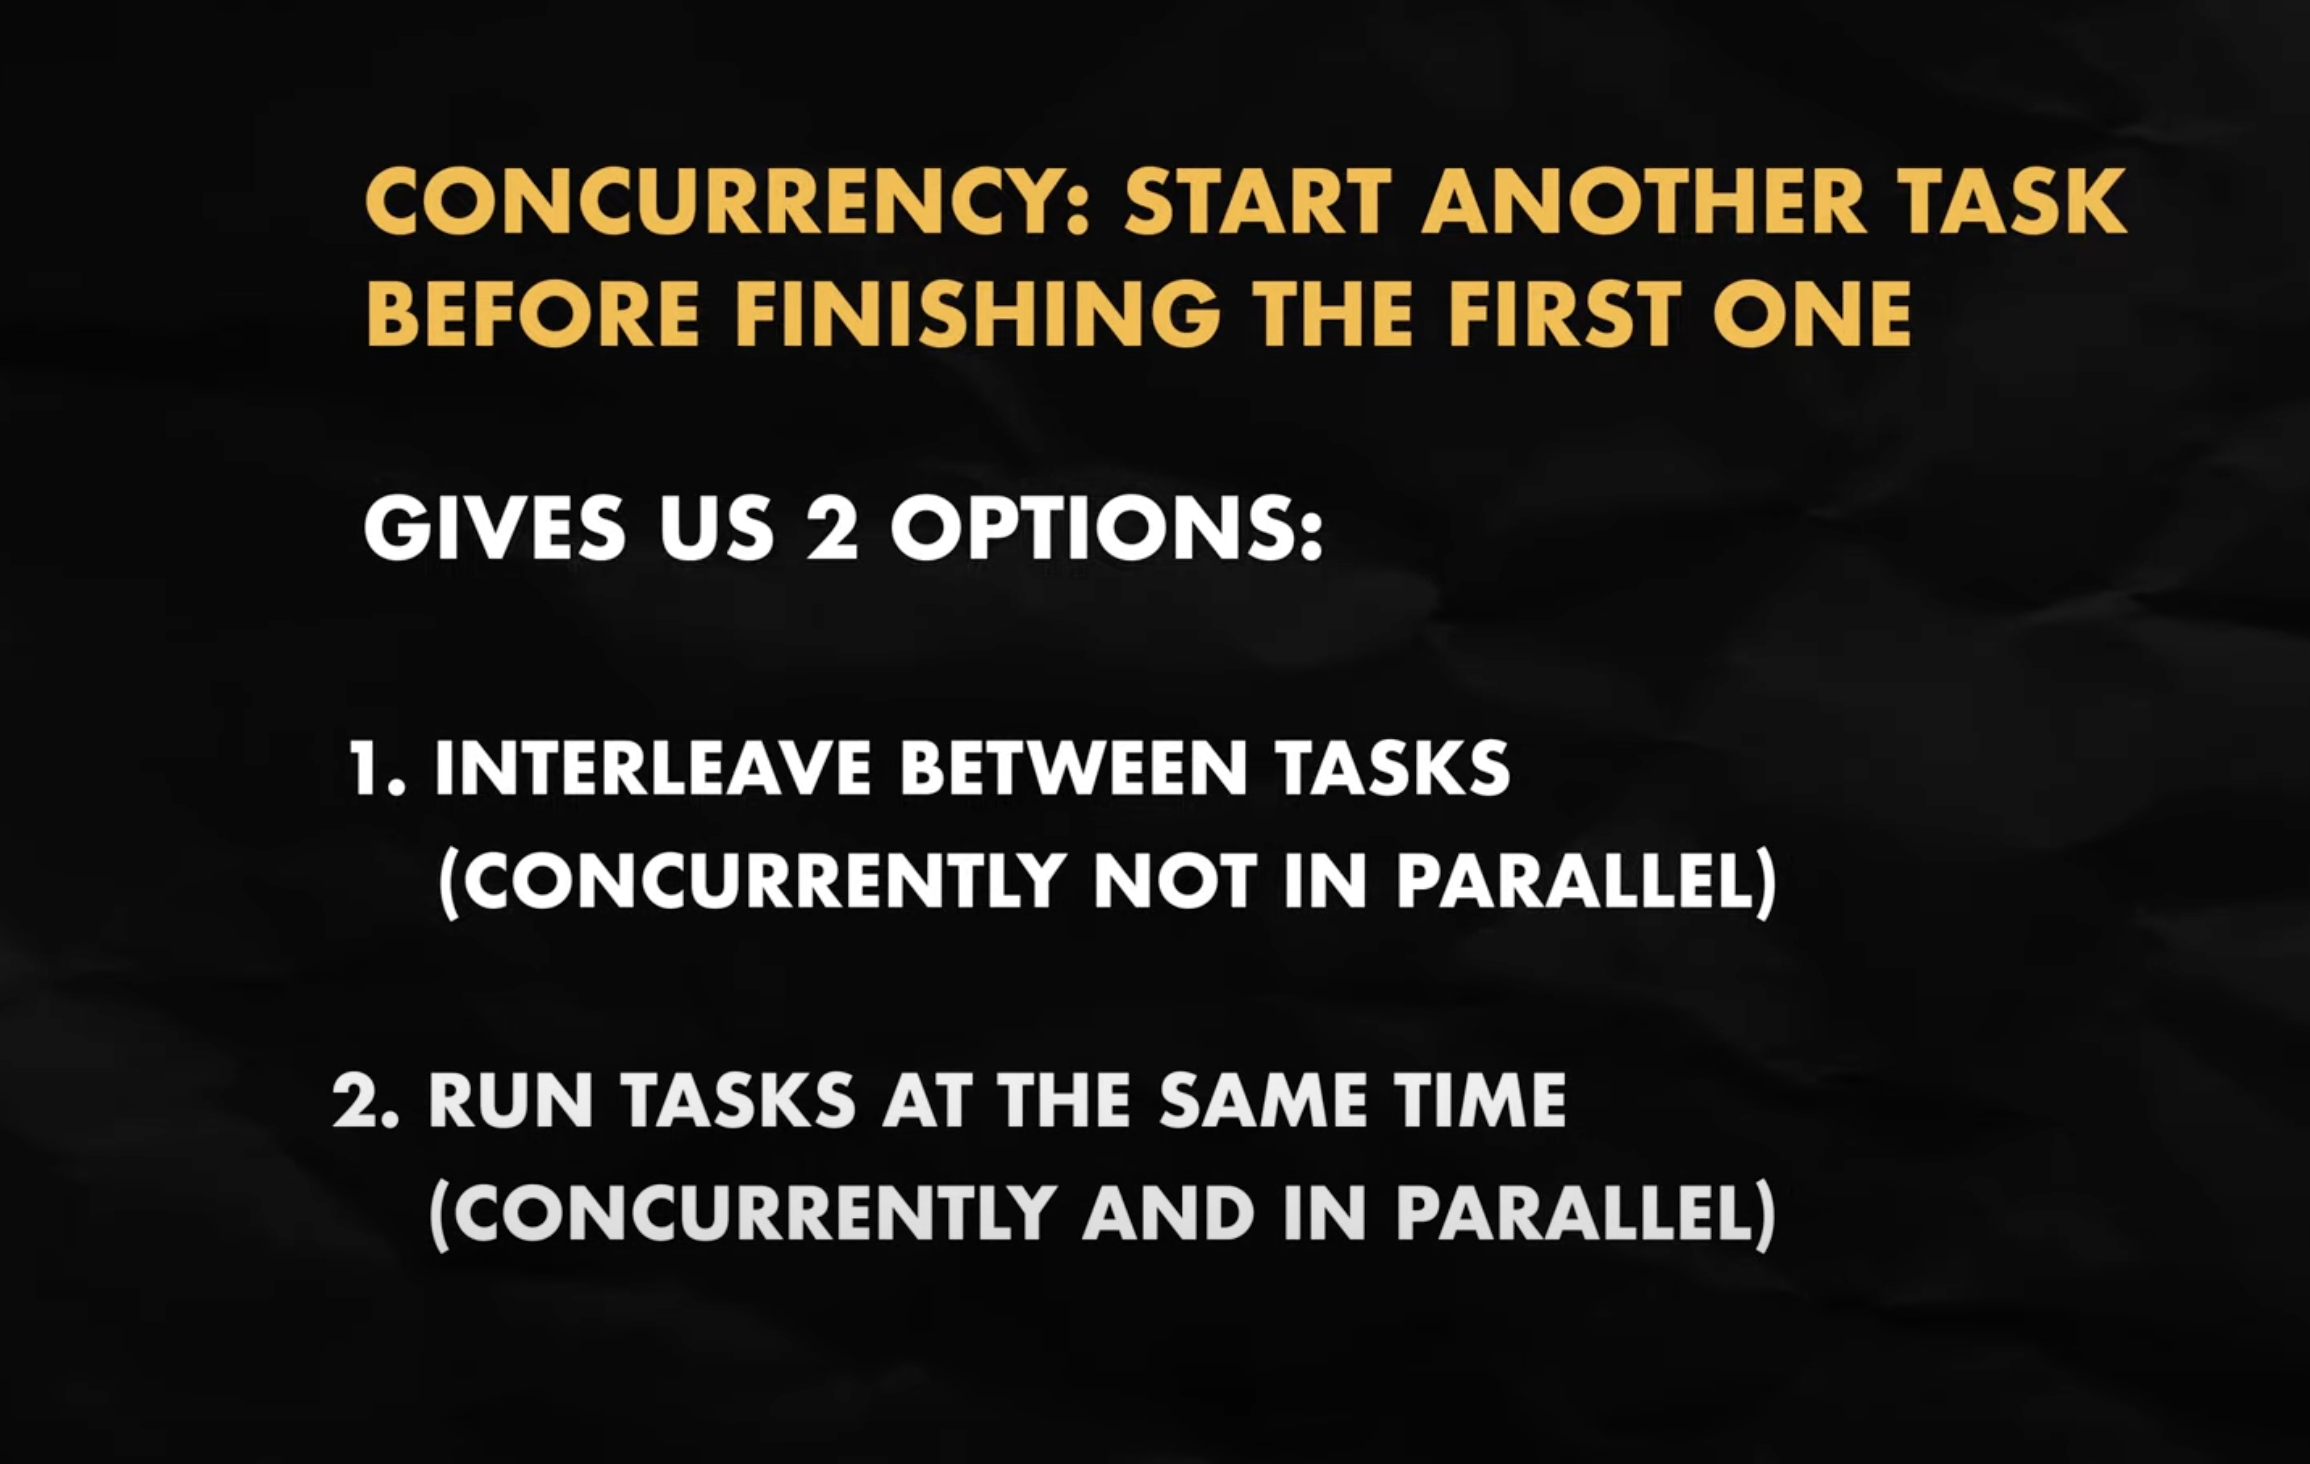 CONCURRENCY: START ANOTHER TASK
BEFORE FINISHING THE FIRST ONE
GIVES US 2 OPTIONS:
1. INTERLEAVE BETWEEN TASKS
(CONCURRENTLY NOT IN PARALLEL)
2. RUN TASKS AT THE SAME TIME
(CONCURRENTLY AND IN PARALLEL)